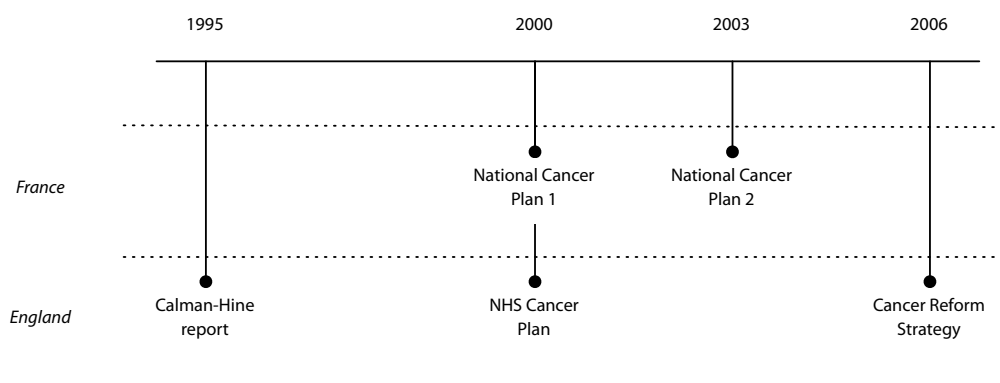 1995 2000 2003 2006
France
National Cancer
Plan 1
National Cancer
Plan 2
England
Calman-Hine
report
NHS Cancer
Plan
Cancer Reform
Strategy